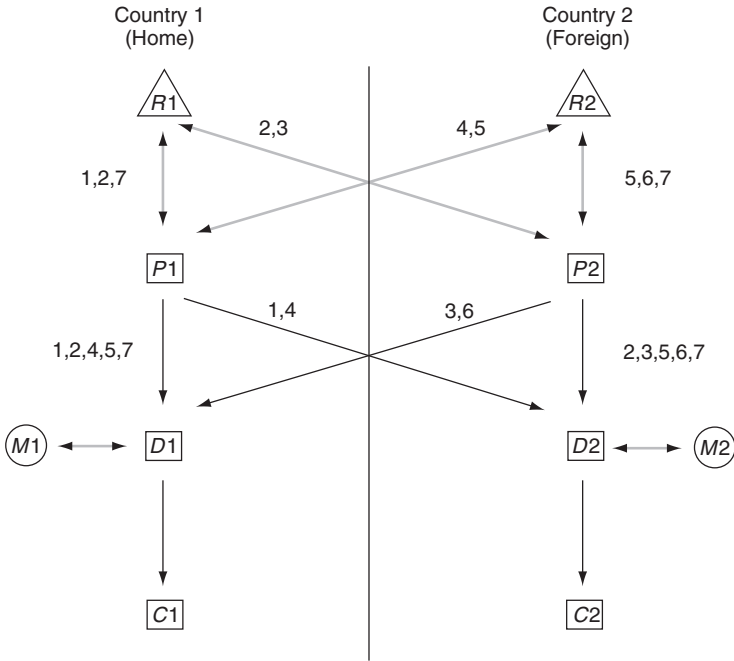 Country 1
(Home)
Country 2
(Foreign)
R1
R2
2,3
4,5
1,2,7
5,6,7
P1
P2
1,4
3,6
1,2,4,5,7
2,3,5,6,7
M1
D1
D2
M2
C1
C2